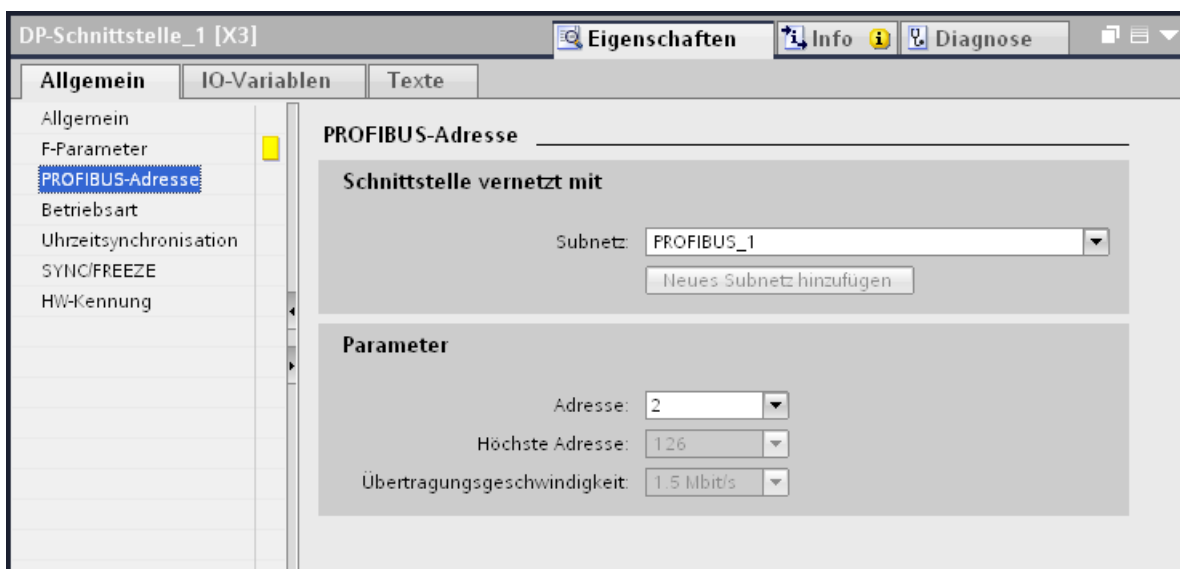 DP-Schnittstelle_1 [X3]
Eigenschaften
Info
Diagnose
Allgemein
IO-Variablen
Texte
Allgemein
F-Parameter
PROFIBUS-Adresse
Betriebsart
Uhrzeitsynchronisation
SYNC/FREEZE
HW-Kennung
PROFIBUS-Adresse
Schnittstelle vernetzt mit
Subnetz: PROFIBUS_1
Neues Subnetz hinzufügen
Parameter
Adresse: 2
Höchste Adresse: 126
Übertragungsgeschwindigkeit: 1.5 Mbit/s